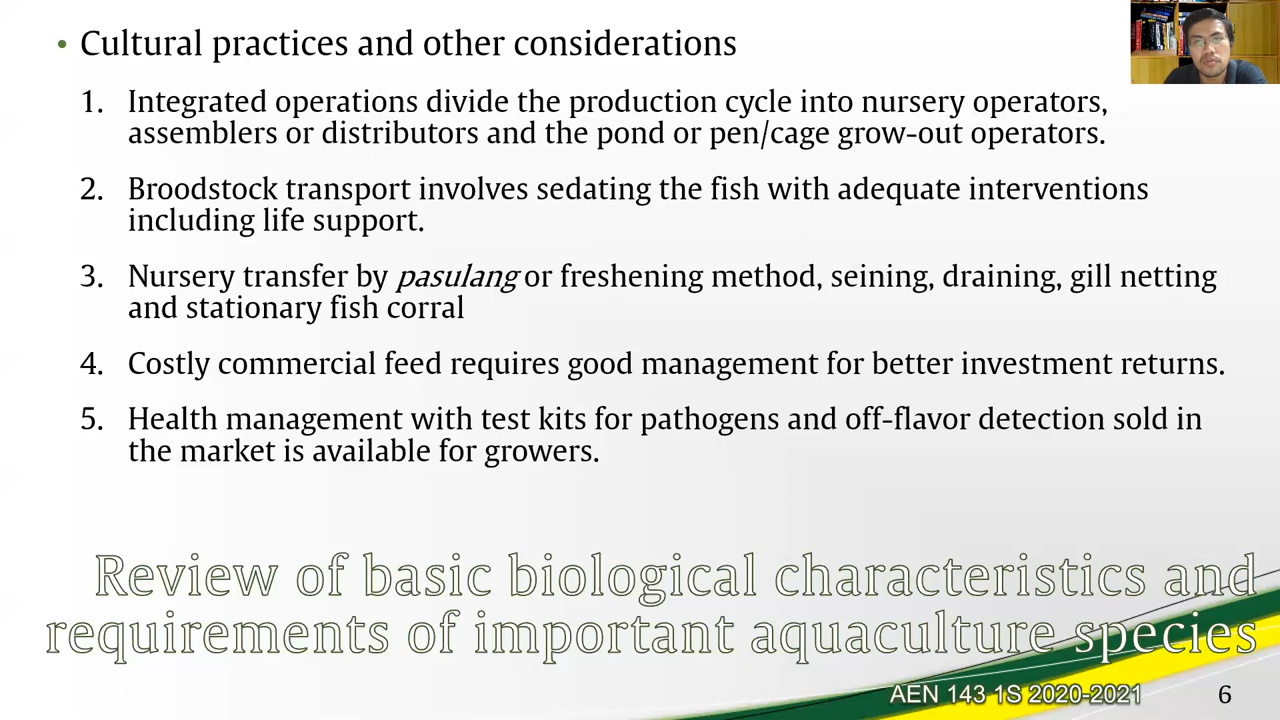 • Cultural practices and other considerations
1. Integrated operations divide the production cycle into nursery operators,
assemblers or distributors and the pond or pen/cage grow-out operators.
2. Broodstock transport involves sedating the fish with adequate interventions
including life support.
3. Nursery transfer by pasulang or freshening method, seining, draining, gill netting
and stationary fish corral
4. Costly commercial feed requires good management for better investment returns.
5. Health management with test kits for pathogens and off-flavor detection sold in
the market is available for growers.
Review of basic biological characteristics and
requirements of important aquaculture species
AEN 143 1S 2020-2021
6